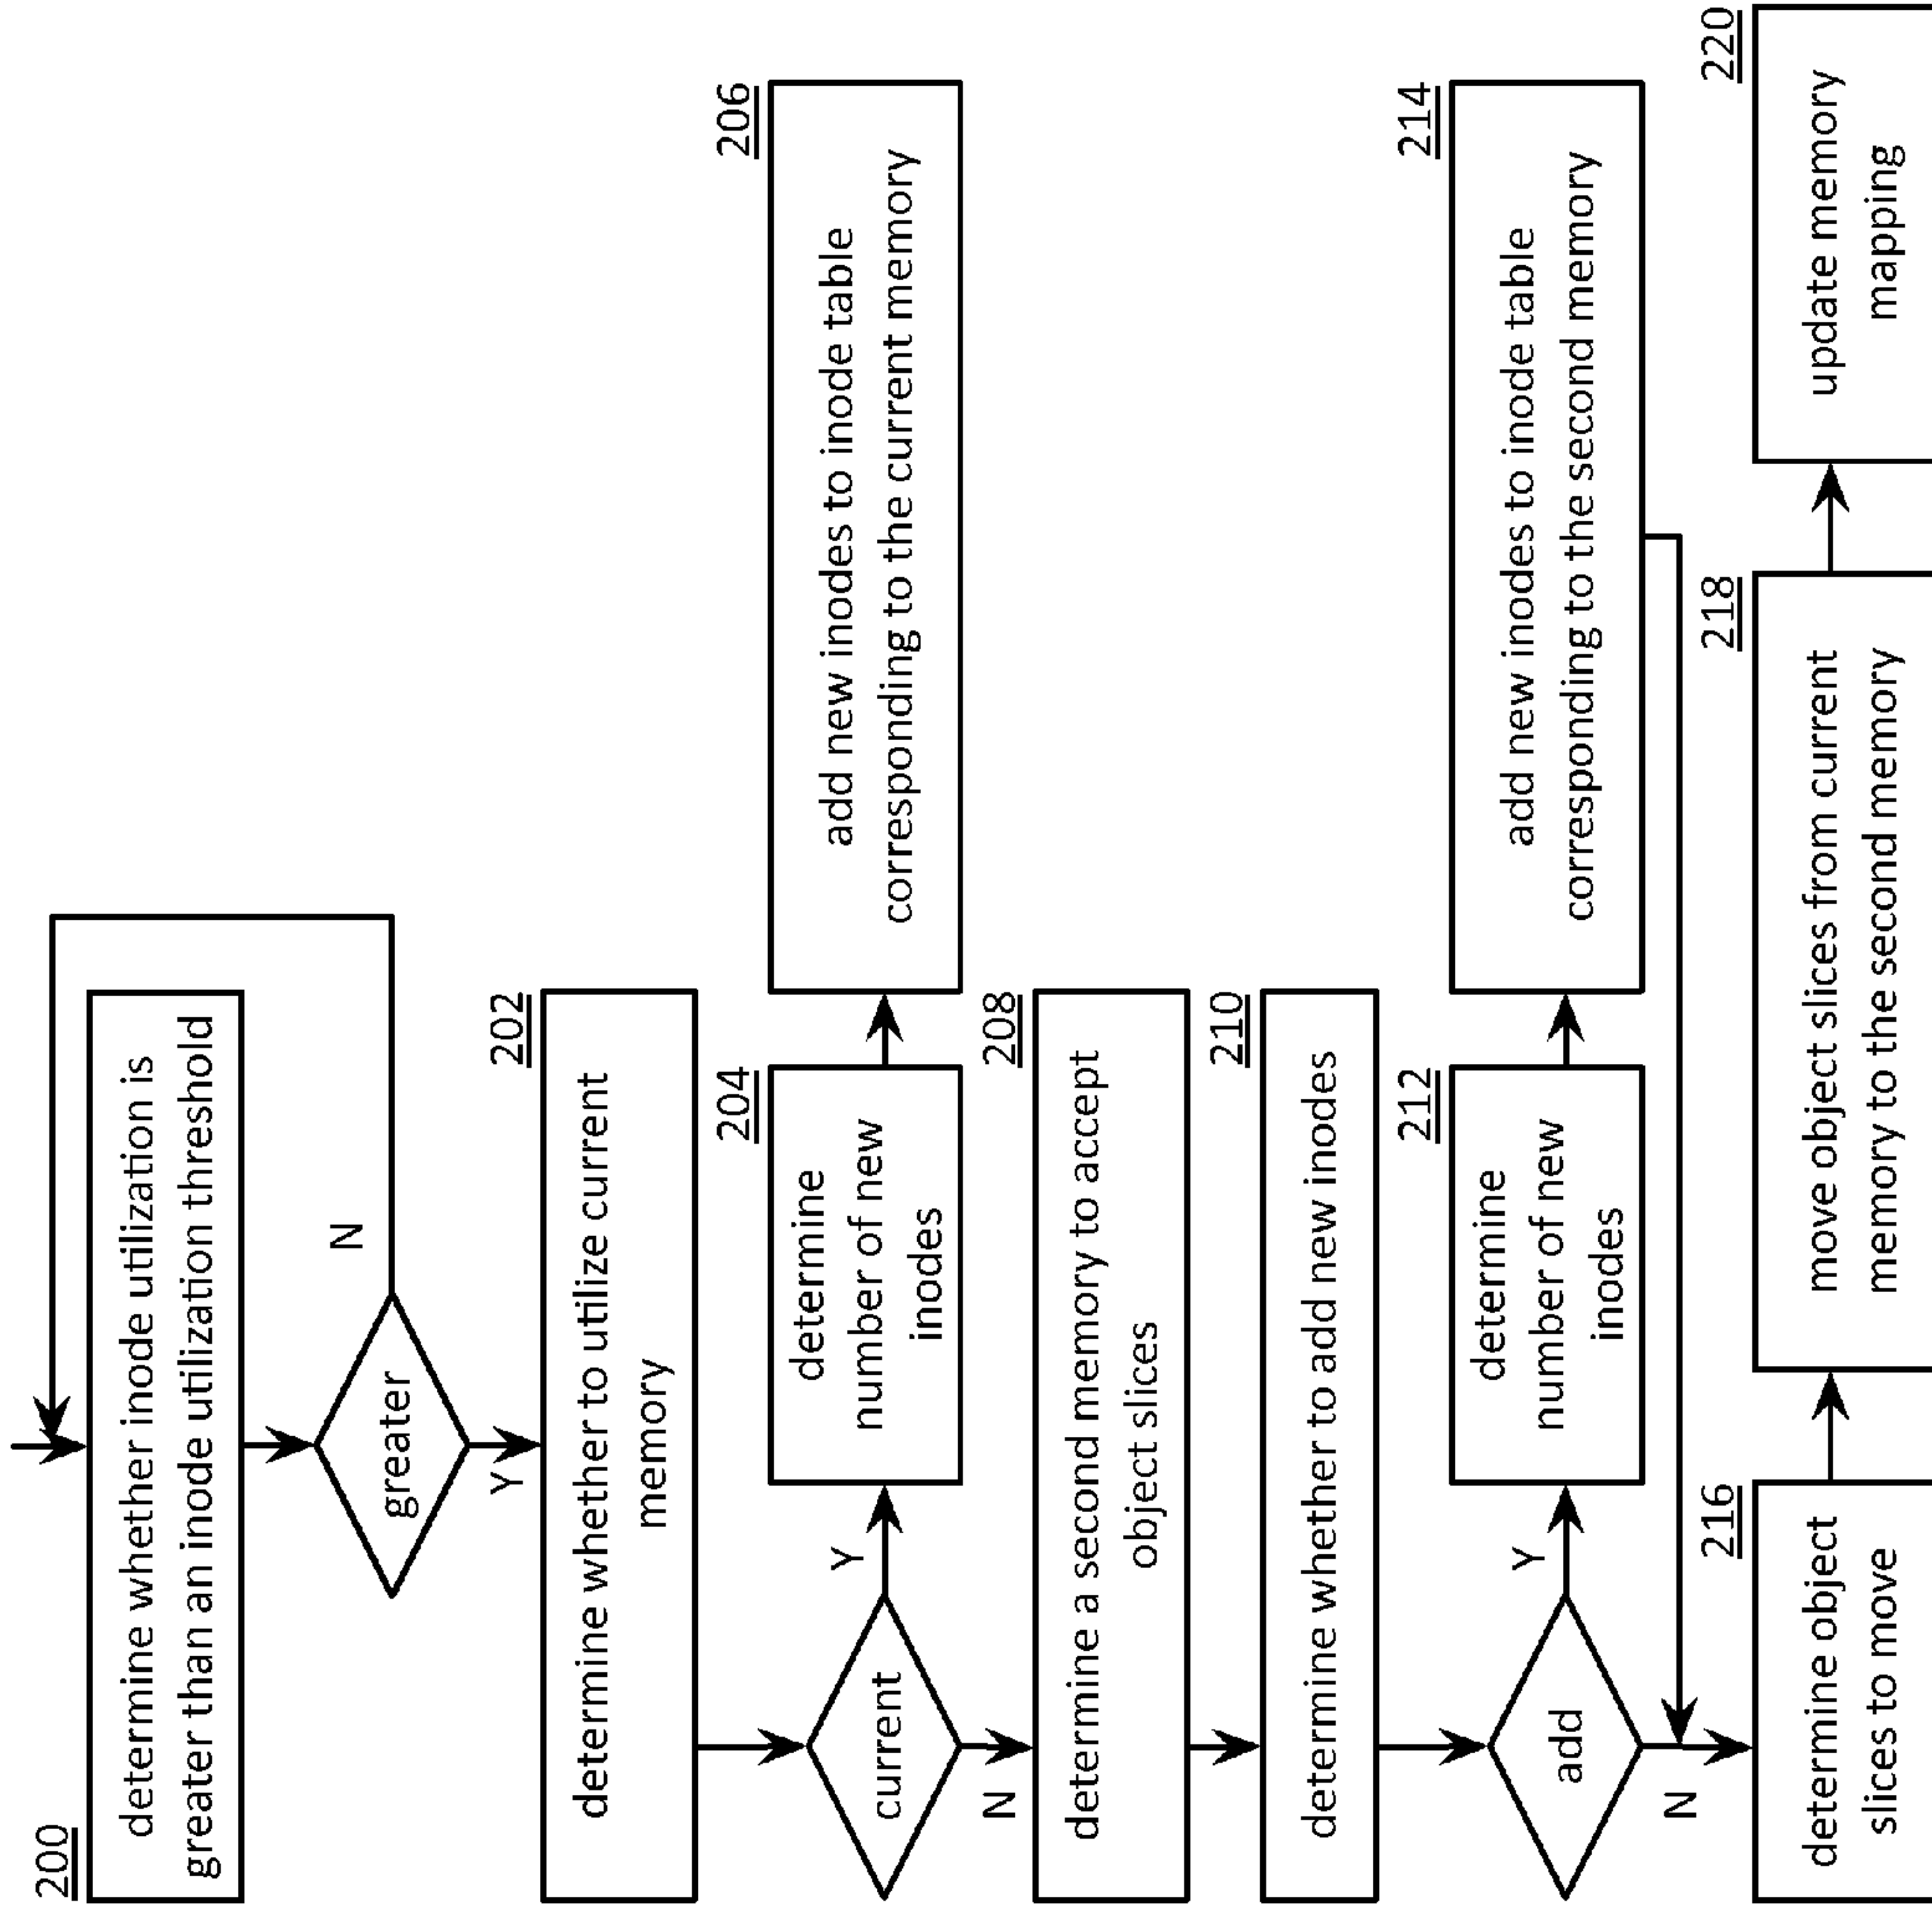 200
determine whether inode utilization is
greater than an inode utilization threshold
greater
N
Y
202
determine whether to utilize current
memory
current
Y
N
204
determine
number of new
inodes
206
add new inodes to inode table
corresponding to the current memory
208
determine a second memory to accept
object slices
210
determine whether to add new inodes
add
Y
N
212
determine
number of new
inodes
214
add new inodes to inode table
corresponding to the second memory
216
determine object
slices to move
218
move object slices from current
memory to the second memory
220
update memory
mapping